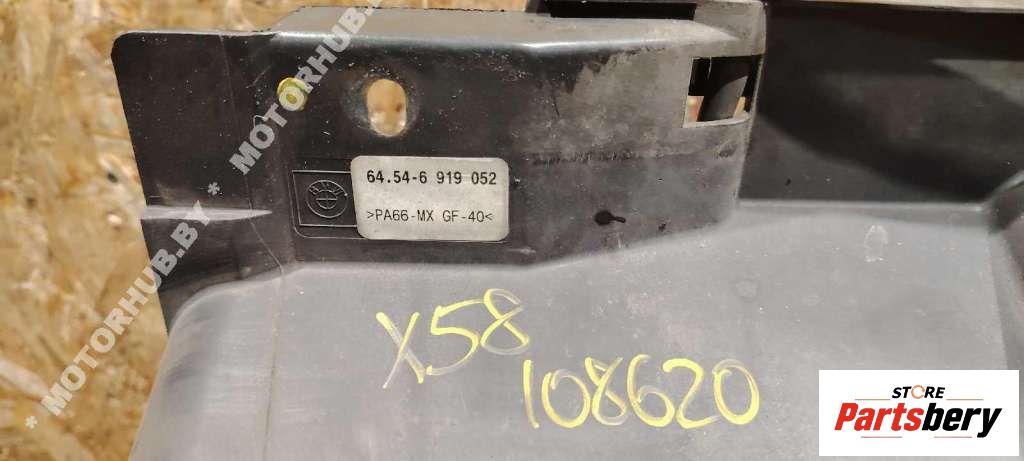 * MOTORHUB.BY * MOTORHUB.BY
BMW
64.54-6 919 052
>PA66-MX GF-40<
X58
108620
STORE
Partsbery